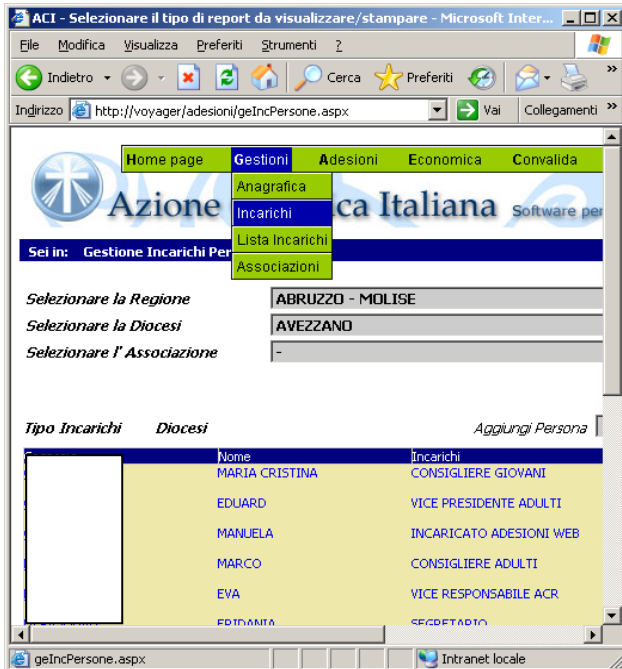 ACI - Selezionare il tipo di report da visualizzare/stampare - Microsoft Inter...
File Modifica Visualizza Preferiti Strumenti ?
Indietro Cerca Preferiti »
Indirizzo http://voyager/adesioni/geIncPersone.aspx Vai Collegamenti »
Home page Gestioni Adesioni Economica Convalida
Anagrafica
Azione Incarichi ca Italiana Software per
Lista Incarichi
Sei in: Gestione Incarichi Per
Associazioni
Selezionare la Regione ABRUZZO - MOLISE
Selezionare la Diocesi AVEZZANO
Selezionare l' Associazione -
Tipo Incarichi Diocesi Aggiungi Persona
Nome Incarichi
MARIA CRISTINA CONSIGLIERE GIOVANI
EDUARD VICE PRESIDENTE ADULTI
MANUELA INCARICATO ADESIONI WEB
MARCO CONSIGLIERE ADULTI
EVA VICE RESPONSABILE ACR
ERIDANIA SEGRETARIO
geIncPersone.aspx Intranet locale